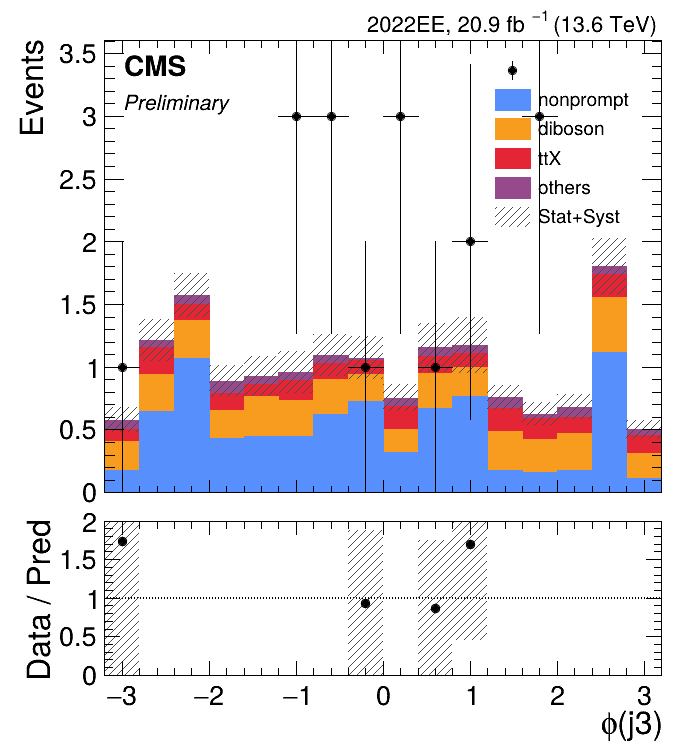 2022EE, 20.9 fb⁻¹ (13.6 TeV)
CMS
Preliminary
nonprompt
diboson
ttX
others
Stat+Syst
Events
3.5
3
2.5
2
1.5
1
0.5
0
Data / Pred
2
1.5
1
0.5
0
−3 −2 −1 0 1 2 3
ϕ(j3)